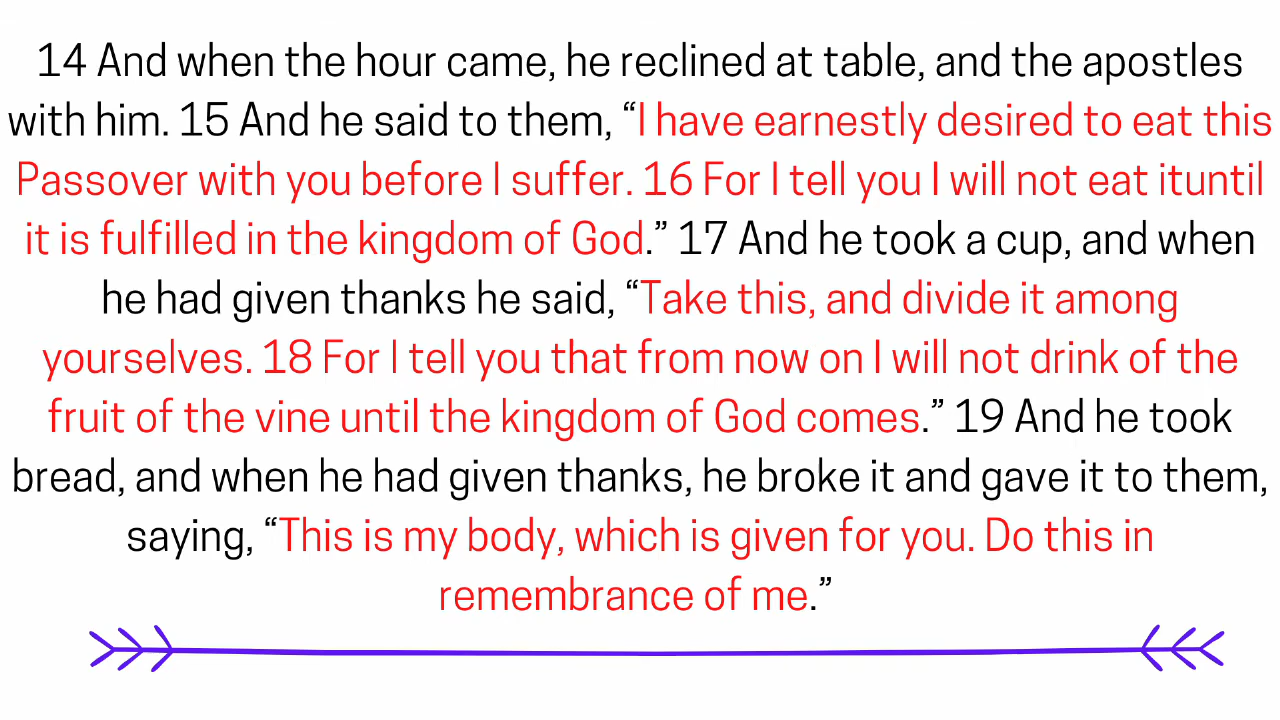 14 And when the hour came, he reclined at table, and the apostles
with him. 15 And he said to them, “I have earnestly desired to eat this
Passover with you before I suffer. 16 For I tell you I will not eat ituntil
it is fulfilled in the kingdom of God.” 17 And he took a cup, and when
he had given thanks he said, “Take this, and divide it among
yourselves. 18 For I tell you that from now on I will not drink of the
fruit of the vine until the kingdom of God comes.” 19 And he took
bread, and when he had given thanks, he broke it and gave it to them,
saying, “This is my body, which is given for you. Do this in
remembrance of me.”